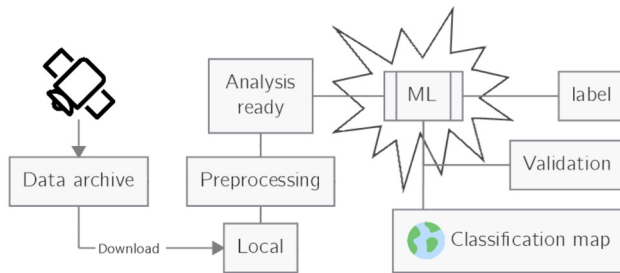 Analysis
ready
ML
label
Data archive
Preprocessing
Validation
Download
Local
Classification map